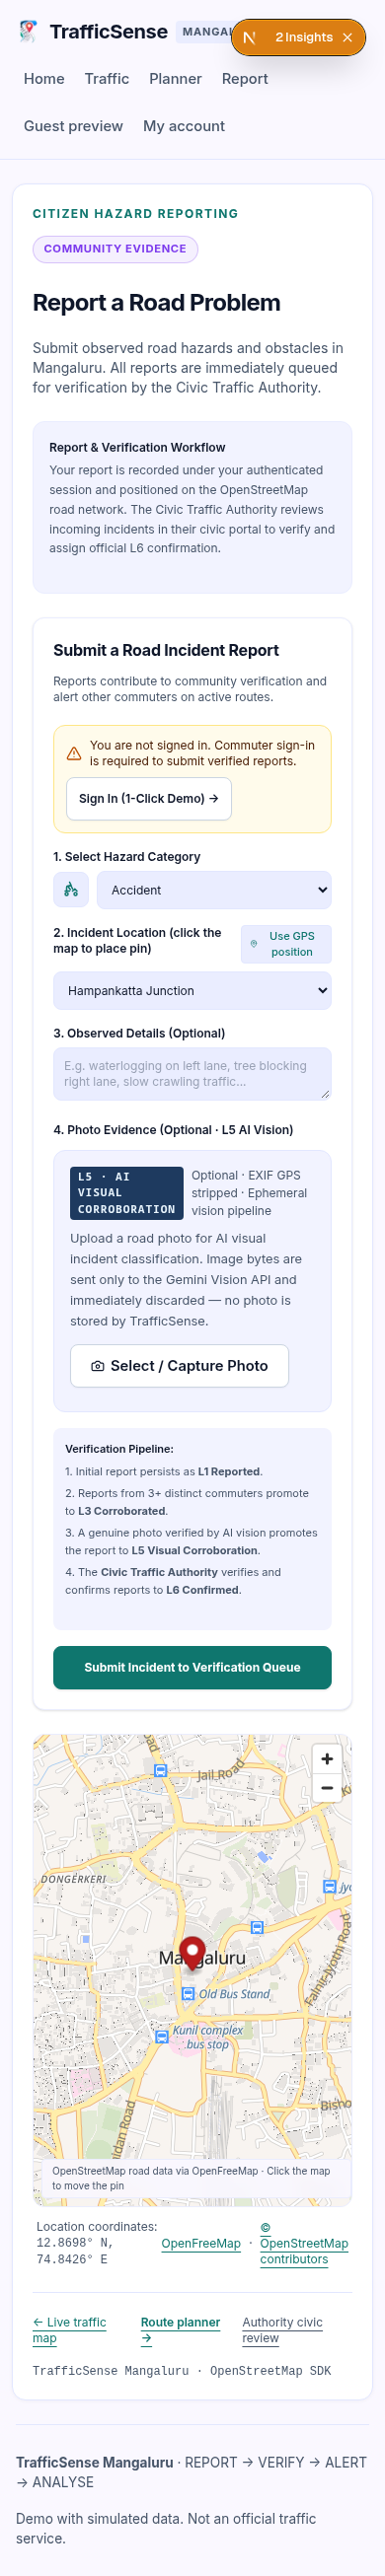 TrafficSense MANGAL
2 Insights
Home Traffic Planner Report
Guest preview My account
CITIZEN HAZARD REPORTING
COMMUNITY EVIDENCE
Report a Road Problem
Submit observed road hazards and obstacles in
Mangaluru. All reports are immediately queued
for verification by the Civic Traffic Authority.
Report & Verification Workflow
Your report is recorded under your authenticated
session and positioned on the OpenStreetMap
road network. The Civic Traffic Authority reviews
incoming incidents in their civic portal to verify and
assign official L6 confirmation.
Submit a Road Incident Report
Reports contribute to community verification and
alert other commuters on active routes.
You are not signed in. Commuter sign-in
is required to submit verified reports.
Sign In (1-Click Demo) →
1. Select Hazard Category
Accident
2. Incident Location (click the
map to place pin)
Use GPS
position
Hampankatta Junction
3. Observed Details (Optional)
E.g. waterlogging on left lane, tree blocking
right lane, slow crawling traffic...
4. Photo Evidence (Optional · L5 AI Vision)
L5 · AI
VISUAL
CORROBORATION
Optional · EXIF GPS
stripped · Ephemeral
vision pipeline
Upload a road photo for AI visual
incident classification. Image bytes are
sent only to the Gemini Vision API and
immediately discarded — no photo is
stored by TrafficSense.
Select / Capture Photo
Verification Pipeline:
1. Initial report persists as L1 Reported.
2. Reports from 3+ distinct commuters promote
to L3 Corroborated.
3. A genuine photo verified by AI vision promotes
the report to L5 Visual Corroboration.
4. The Civic Traffic Authority verifies and
confirms reports to L6 Confirmed.
Submit Incident to Verification Queue
Jail Road
DONGERKERI
Falnir-Jyothi Road
Mangaluru
Old Bus Stand
Kunil complex
bus stop
OpenStreetMap road data via OpenFreeMap · Click the map
to move the pin
Location coordinates:
12.8698° N,
74.8426° E
OpenFreeMap ·
©
OpenStreetMap
contributors
← Live traffic
map
Route planner
→
Authority civic
review
TrafficSense Mangaluru · OpenStreetMap SDK
TrafficSense Mangaluru · REPORT → VERIFY → ALERT
→ ANALYSE
Demo with simulated data. Not an official traffic
service.